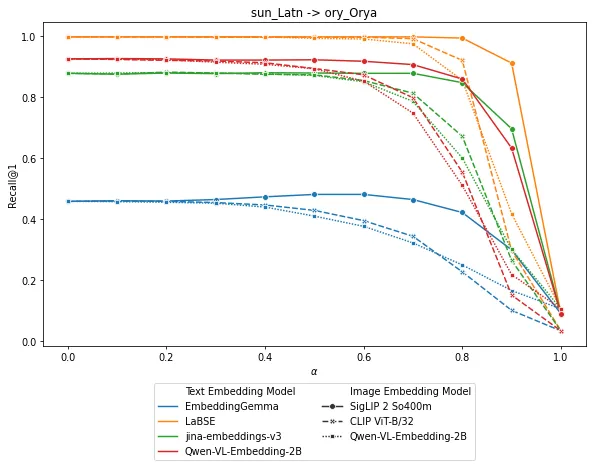 sun_Latn -> ory_Orya
Recall@1
1.0
0.8
0.6
0.4
0.2
0.0
0.0 0.2 0.4 0.6 0.8 1.0
α
Text Embedding Model Image Embedding Model
EmbeddingGemma SigLIP 2 So400m
LaBSE CLIP ViT-B/32
jina-embeddings-v3 Qwen-VL-Embedding-2B
Qwen-VL-Embedding-2B